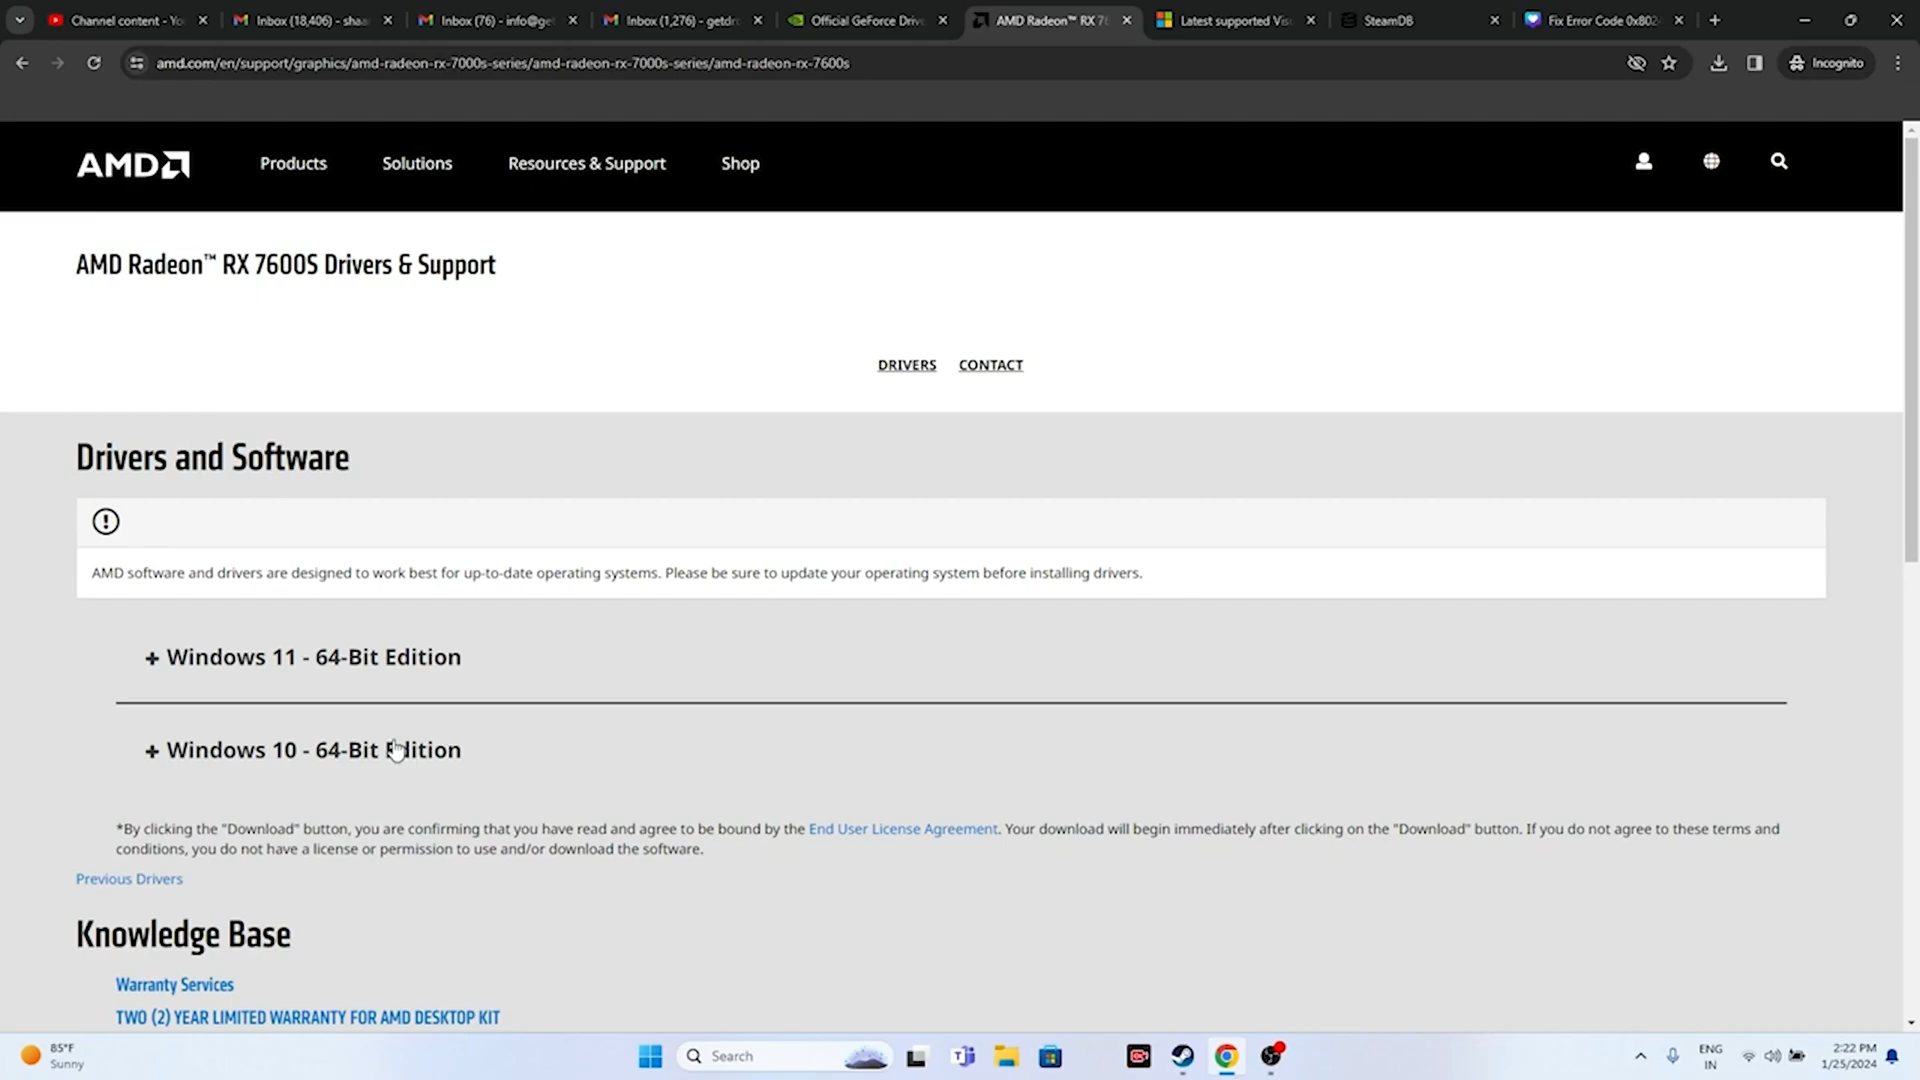 Channel content - Yo
Inbox (18,406) - shaa
Inbox (76) - info@ge
Inbox (1,276) - getdr
Official GeForce Drive
AMD Radeon™ RX 7
Latest supported Vis
SteamDB
Fix Error Code 0x802
amd.com/en/support/graphics/amd-radeon-rx-7000s-series/amd-radeon-rx-7000s-series/amd-radeon-rx-7600s
Incognito
AMD
Products
Solutions
Resources & Support
Shop
AMD Radeon™ RX 7600S Drivers & Support
DRIVERS
CONTACT
Drivers and Software
AMD software and drivers are designed to work best for up-to-date operating systems. Please be sure to update your operating system before installing drivers.
+ Windows 11 - 64-Bit Edition
+ Windows 10 - 64-Bit Edition
*By clicking the "Download" button, you are confirming that you have read and agree to be bound by the End User License Agreement. Your download will begin immediately after clicking on the "Download" button. If you do not agree to these terms and
conditions, you do not have a license or permission to use and/or download the software.
Previous Drivers
Knowledge Base
Warranty Services
TWO (2) YEAR LIMITED WARRANTY FOR AMD DESKTOP KIT
85°F
Sunny
Search
ENG
IN
2:22 PM
1/25/2024